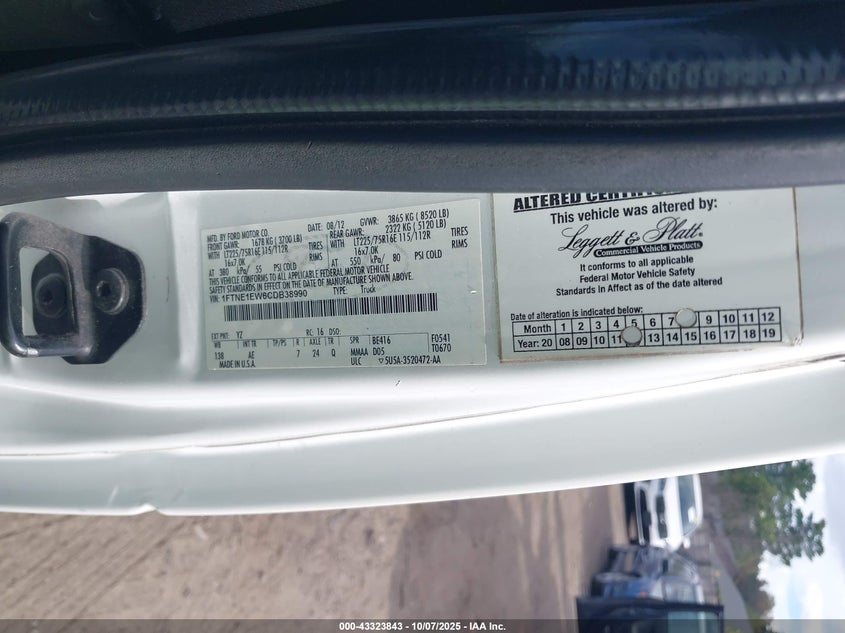 MFD. BY FORD MOTOR CO.
DATE: 08/12 GVWR: 3865 KG ( 8520 LB)
FRONT GAWR: 1678 KG ( 3700 LB) REAR GAWR: 2322 KG ( 5120 LB)
WITH LT225/75R16E 115/112R TIRES WITH LT225/75R16E 115/112R TIRES
16x7.0K RIMS 16x7.0K RIMS
AT 380 kPa/ 55 PSI COLD AT 550 kPa/ 80 PSI COLD
THIS VEHICLE CONFORMS TO ALL APPLICABLE FEDERAL MOTOR VEHICLE
SAFETY STANDARDS IN EFFECT ON THE DATE OF MANUFACTURE SHOWN ABOVE.
VIN: 1FTNE1EW6CDB38990
TYPE: Truck
EXT PNT: YZ RC: 16 DSO:
WB INT TR TP/PS R AXLE TR SPR BE416 F0541
138 AE 7 24 Q MMAA D05 T0670
MADE IN U.S.A. ULC 5U5A-3520472-AA
ALTERED
This vehicle was altered by:
Leggett & Platt
Commercial Vehicle Products
It conforms to all applicable
Federal Motor Vehicle Safety
Standards In Affect as of the date altered
Date of alteration is indicated below:
Month 1 2 3 4 5 6 7 9 10 11 12
Year: 20 08 09 10 11 13 14 15 16 17 18 19
000-43323843 - 10/07/2025 - IAA Inc.